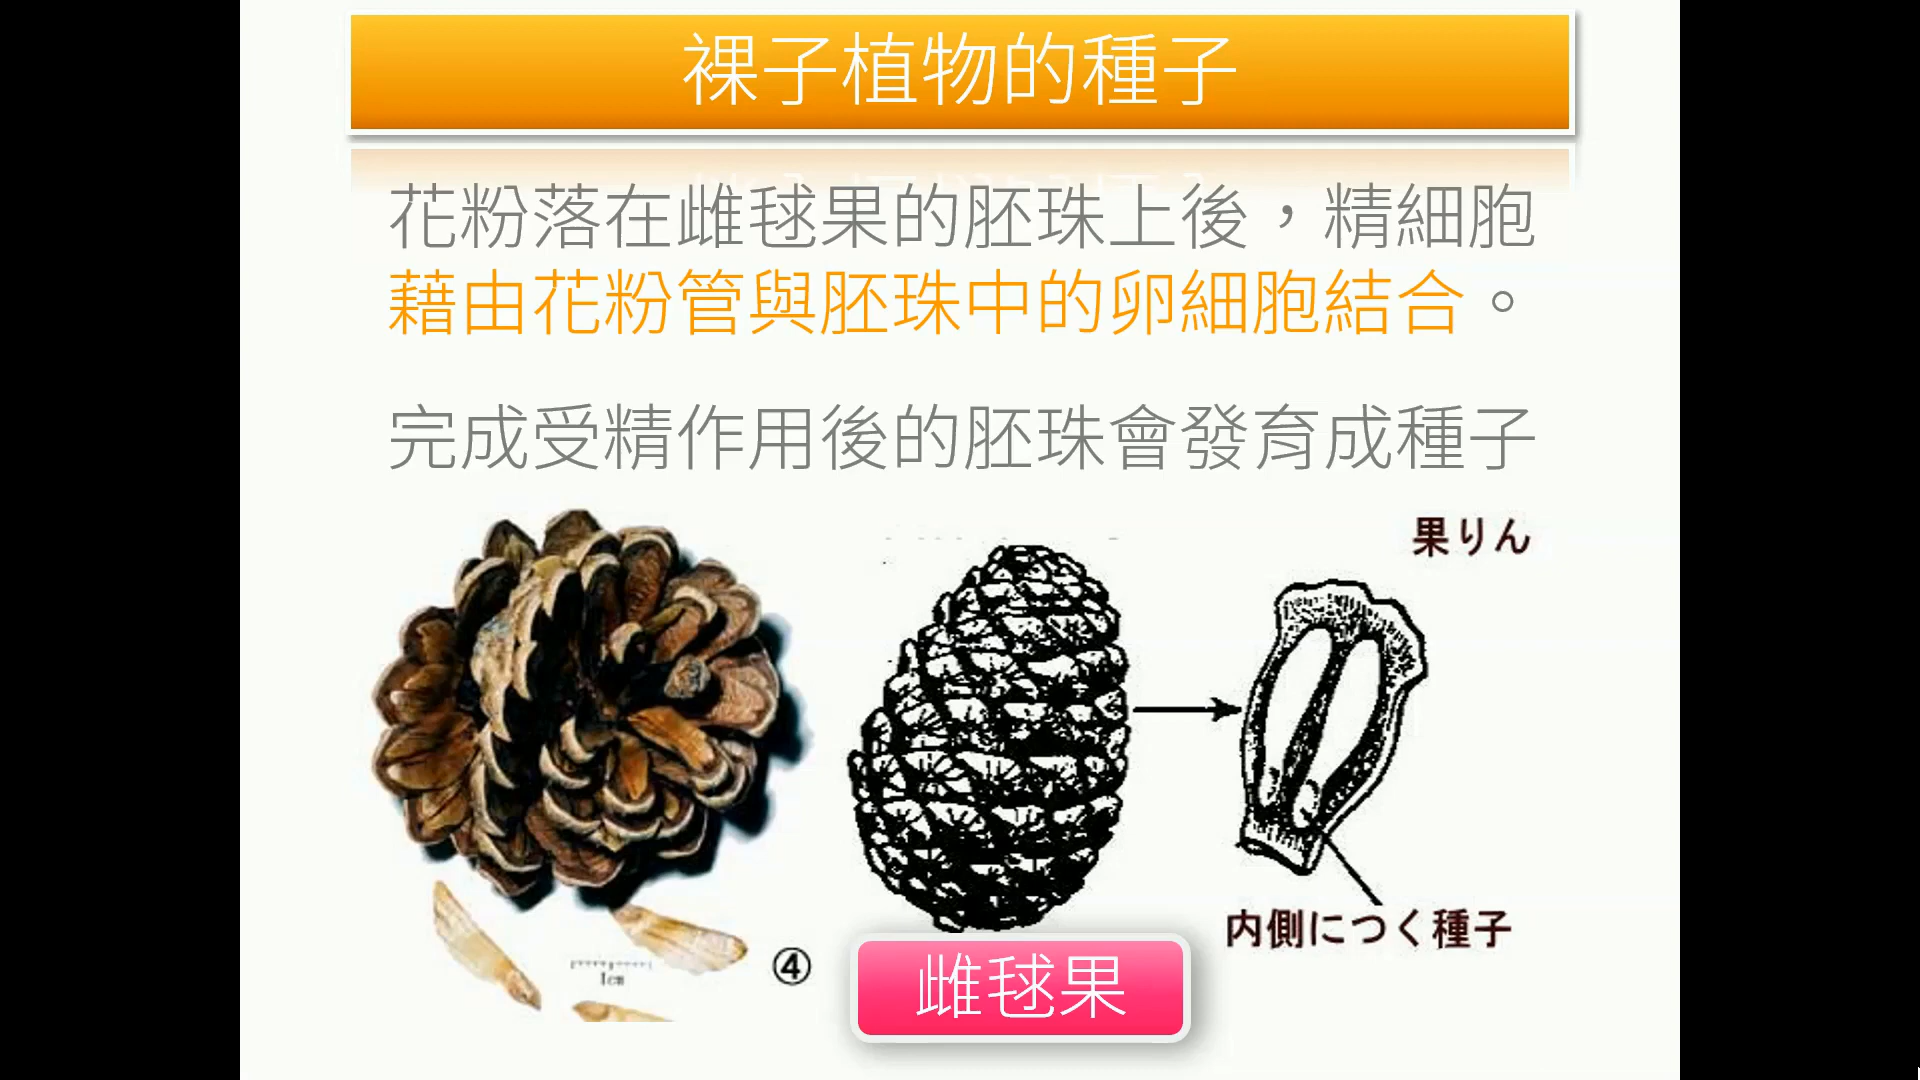 裸子植物的種子
花粉落在雌毬果的胚珠上後，精細胞
藉由花粉管與胚珠中的卵細胞結合。
完成受精作用後的胚珠會發育成種子
果りん
内側につく種子
1cm
④
雌毬果